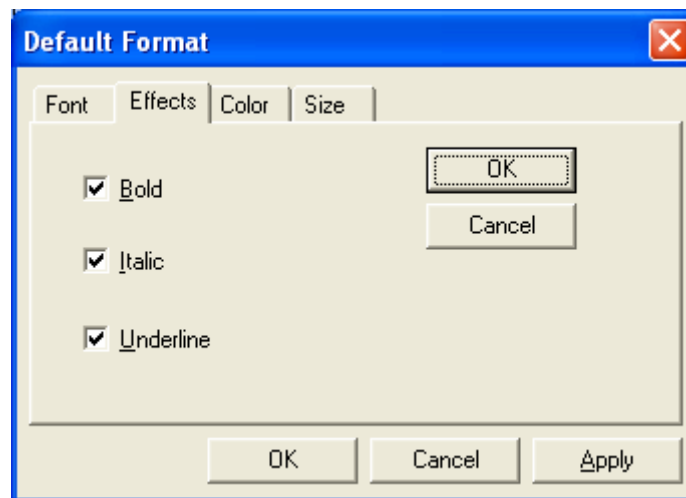 Default Format
Font Effects Color Size
OK
Bold
Cancel
Italic
Underline
OK Cancel Apply